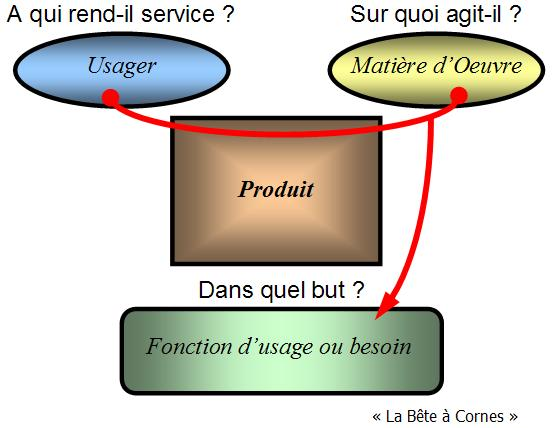 A qui rend-il service ?
Sur quoi agit-il ?
Usager
Matière d'Oeuvre
Produit
Dans quel but ?
Fonction d'usage ou besoin
« La Bête à Cornes »